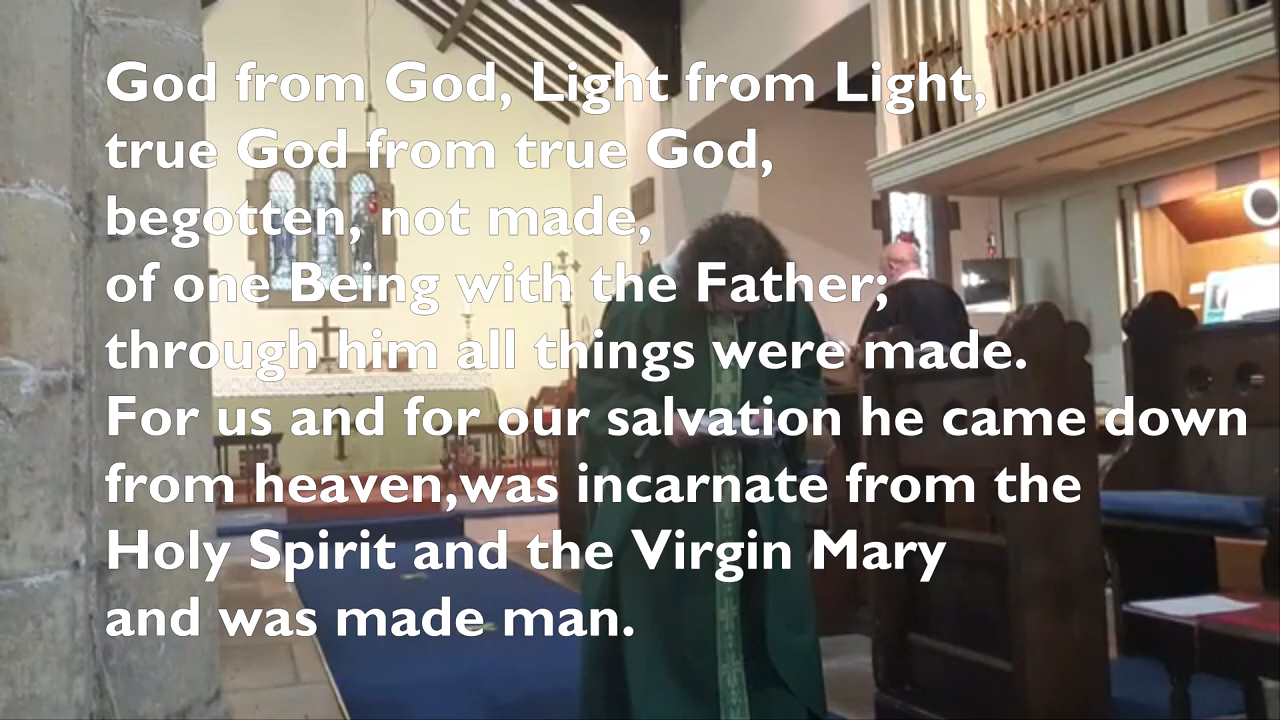 God from God, Light from Light,
true God from true God,
begotten, not made,
of one Being with the Father;
through him all things were made.
For us and for our salvation he came down
from heaven,was incarnate from the
Holy Spirit and the Virgin Mary
and was made man.